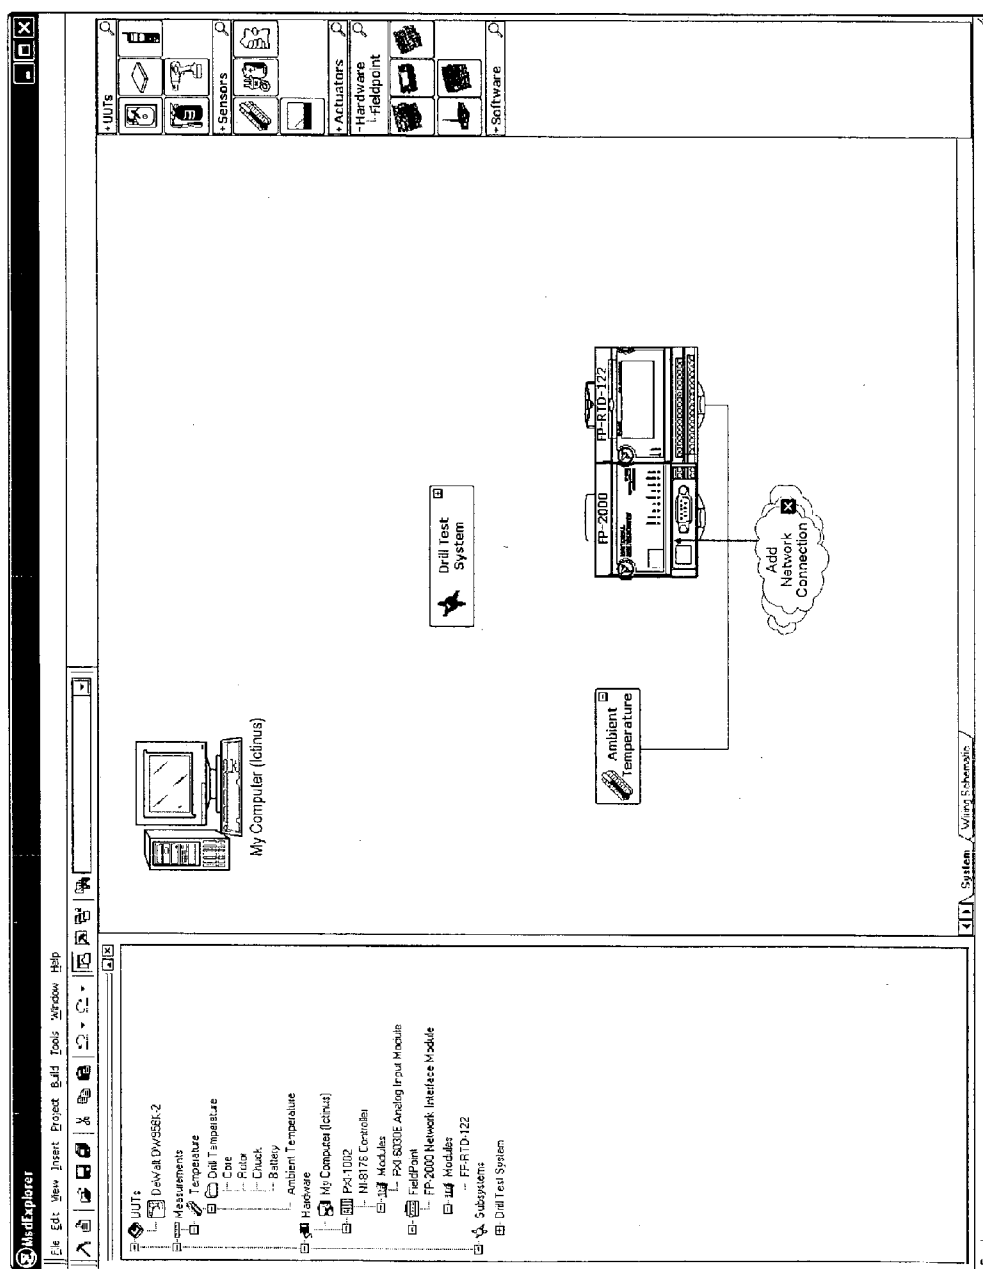 MsdExplorer
File Edit View Insert Project Build Tools Window Help
UUTs
DeWalt DW958K-2
Measurements
Temperature
Drill Temperature
Core
Rotor
Chuck
Battery
Ambient Temperature
Hardware
My Computer (Ictinus)
PXI-1002
NI-8176 Controller
Modules
PXI-6030E Analog Input Module
FieldPoint
FP-2000 Network Interface Module
Modules
FP-RTD-122
Subsystems
Drill Test System
My Computer (Ictinus)
Drill Test
System
Ambient
Temperature
FP-2000
FP-RTD-122
Add
Network
Connection
System
Wiring Schematic
+UUTs
+Sensors
+Actuators
-Hardware
Fieldpoint
+Software